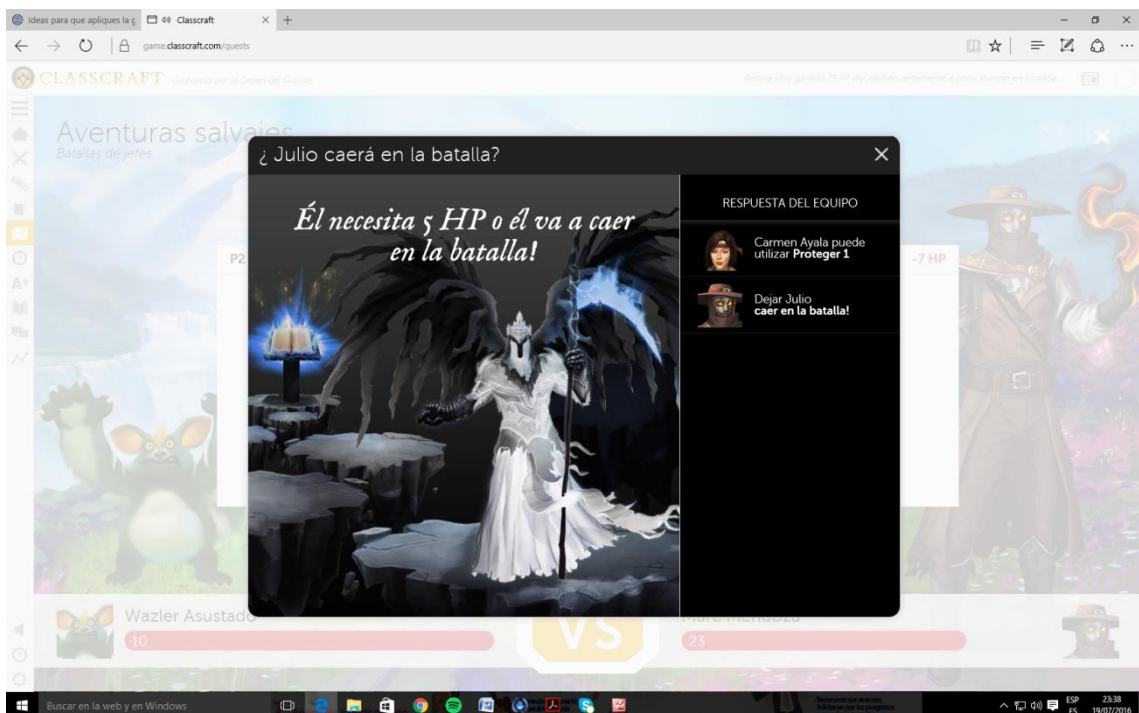 Ideas para que apliques la g
Classcraft
game.classcraft.com/quests
CLASSCRAFT
Aventuras salvajes
Batallas de jefes
¿ Julio caerá en la batalla?
Él necesita 5 HP o él va a caer
en la batalla!
RESPUESTA DEL EQUIPO
Carmen Ayala puede
utilizar Proteger 1
Dejar Julio
caer en la batalla!
P2
-7 HP
A+
Wazler Asustado
10
VS
Marc Mendoza
23
Buscar en la web y en Windows
ESP
ES
23:38
19/07/2016